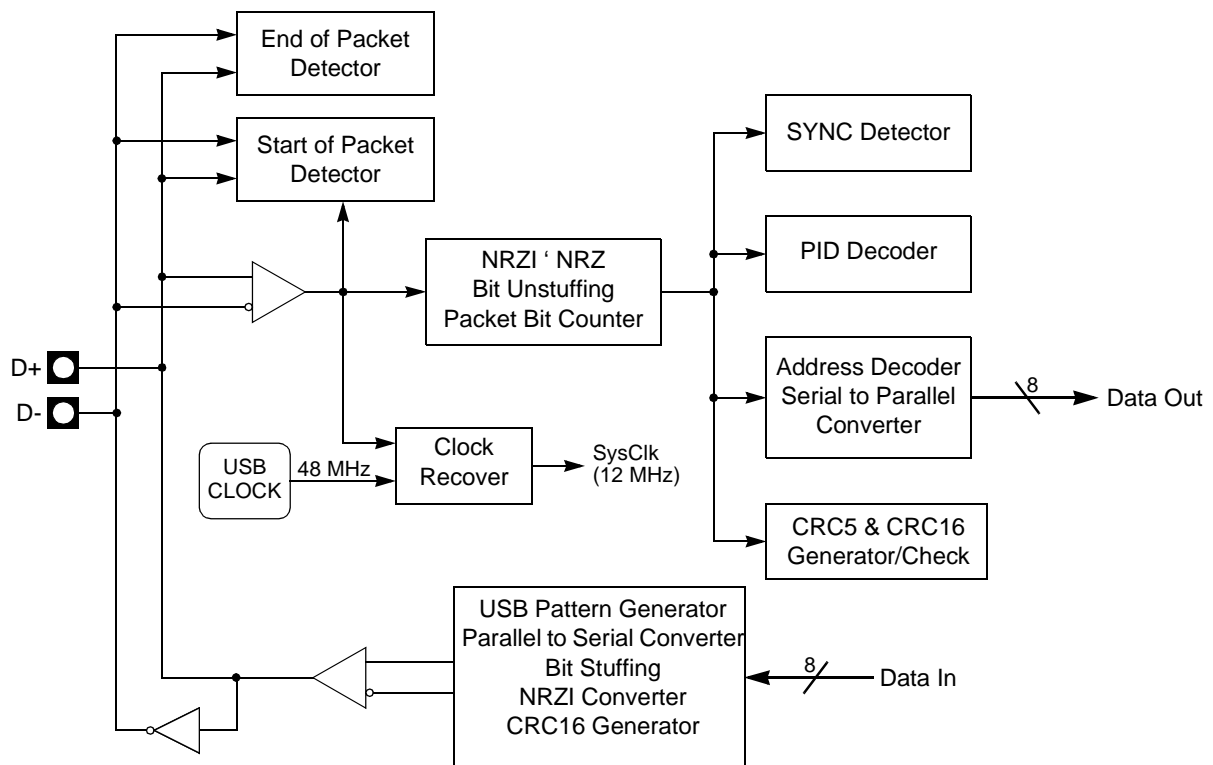 End of Packet
Detector
Start of Packet
Detector
SYNC Detector
NRZI ‘ NRZ
Bit Unstuffing
Packet Bit Counter
PID Decoder
D+
D-
Address Decoder
Serial to Parallel
Converter
8
Data Out
USB
CLOCK
48 MHz
Clock
Recover
SysClk
(12 MHz)
CRC5 & CRC16
Generator/Check
USB Pattern Generator
Parallel to Serial Converter
Bit Stuffing
NRZI Converter
CRC16 Generator
8
Data In